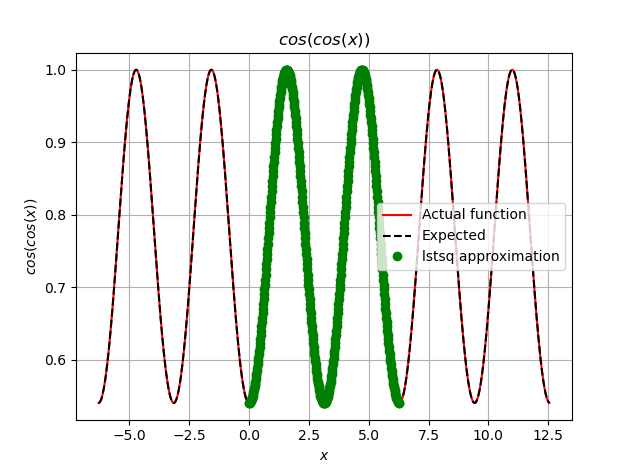 cos(cos(x))
1.0
0.9
0.8
0.7
0.6
cos(cos(x))
Actual function
Expected
lstsq approximation
−5.0 −2.5 0.0 2.5 5.0 7.5 10.0 12.5
x